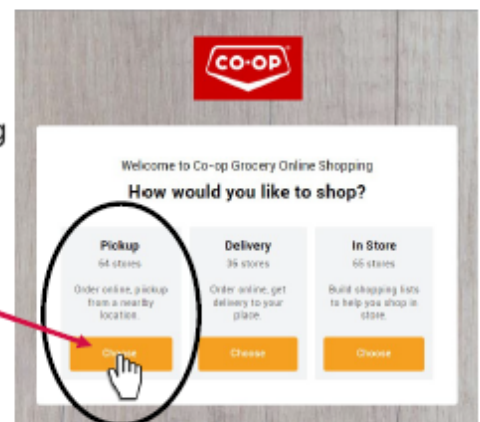 CO-OP
g
Welcome to Co-op Grocery Online Shopping
How would you like to shop?
Pickup
64 stores
Order online, pickup
from a nearby
location.
Choose
Delivery
36 stores
Order online, get
delivery to your
place.
Choose
In Store
65 stores
Build shopping lists
to help you shop in
store.
Choose